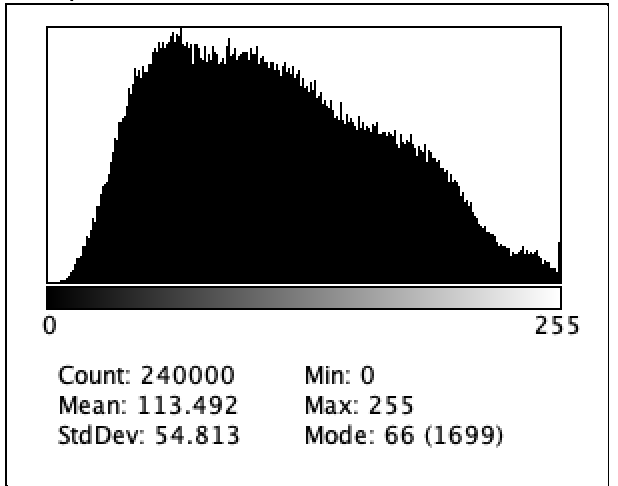 0 255
Count: 240000 Min: 0
Mean: 113.492 Max: 255
StdDev: 54.813 Mode: 66 (1699)